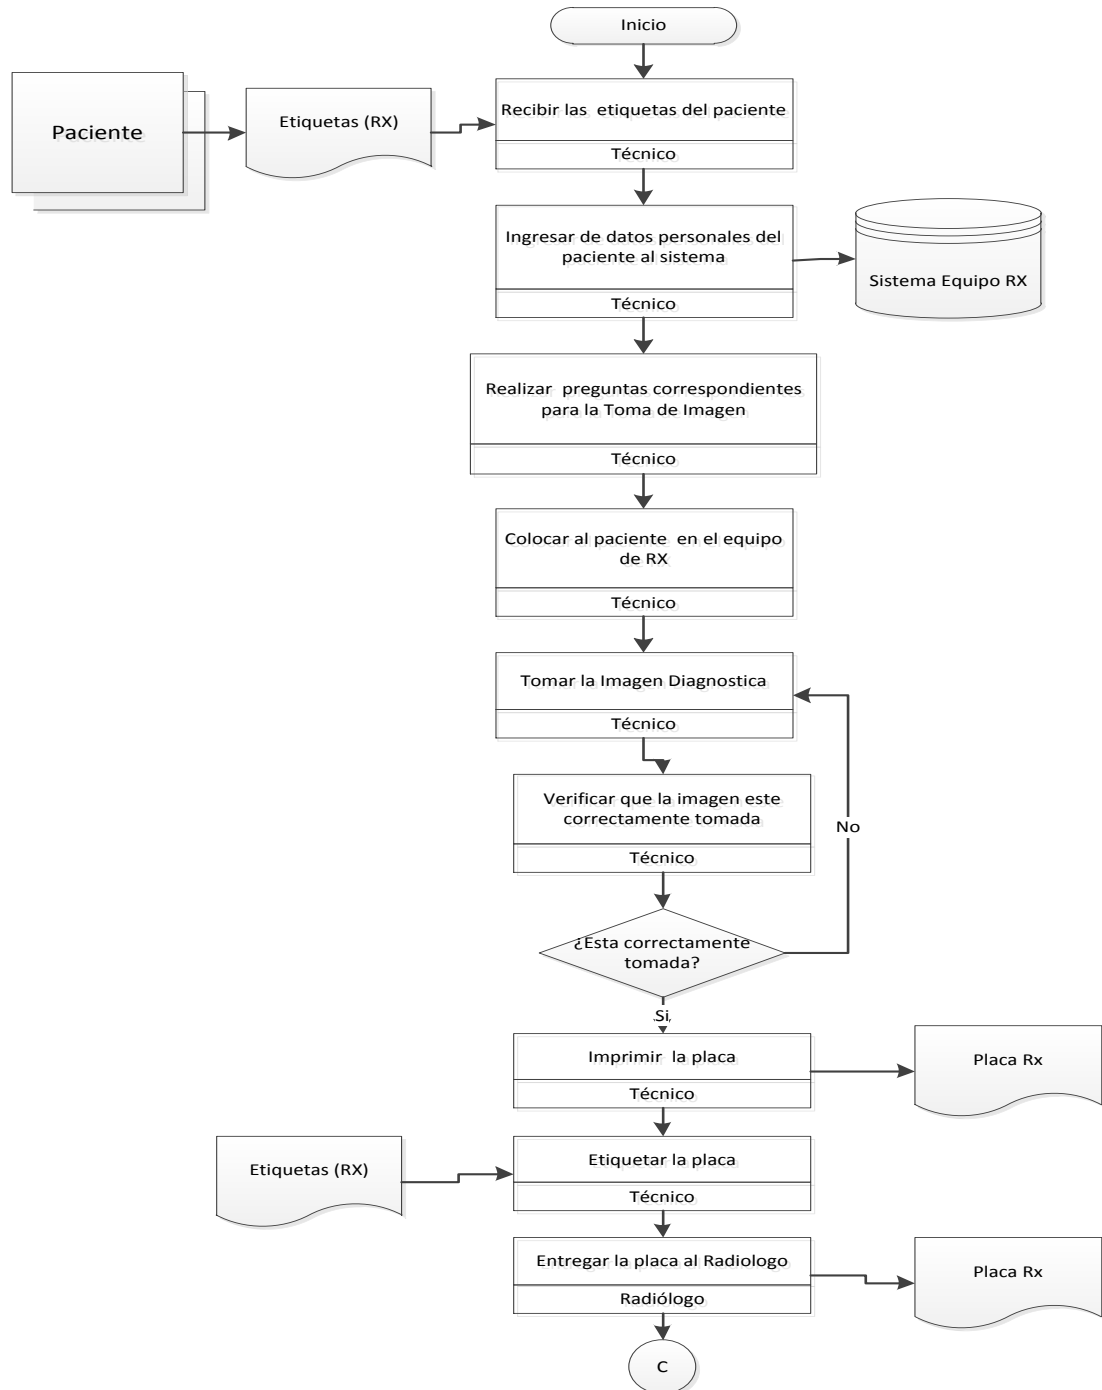 Inicio
Paciente
Etiquetas (RX)
Recibir las etiquetas del paciente
Técnico
Ingresar de datos personales del
paciente al sistema
Técnico
Sistema Equipo RX
Realizar preguntas correspondientes
para la Toma de Imagen
Técnico
Colocar al paciente en el equipo
de RX
Técnico
Tomar la Imagen Diagnostica
Técnico
Verificar que la imagen este
correctamente tomada
Técnico
No
¿Esta correctamente
tomada?
Si
Imprimir la placa
Técnico
Placa Rx
Etiquetas (RX)
Etiquetar la placa
Técnico
Entregar la placa al Radiologo
Radiólogo
Placa Rx
C